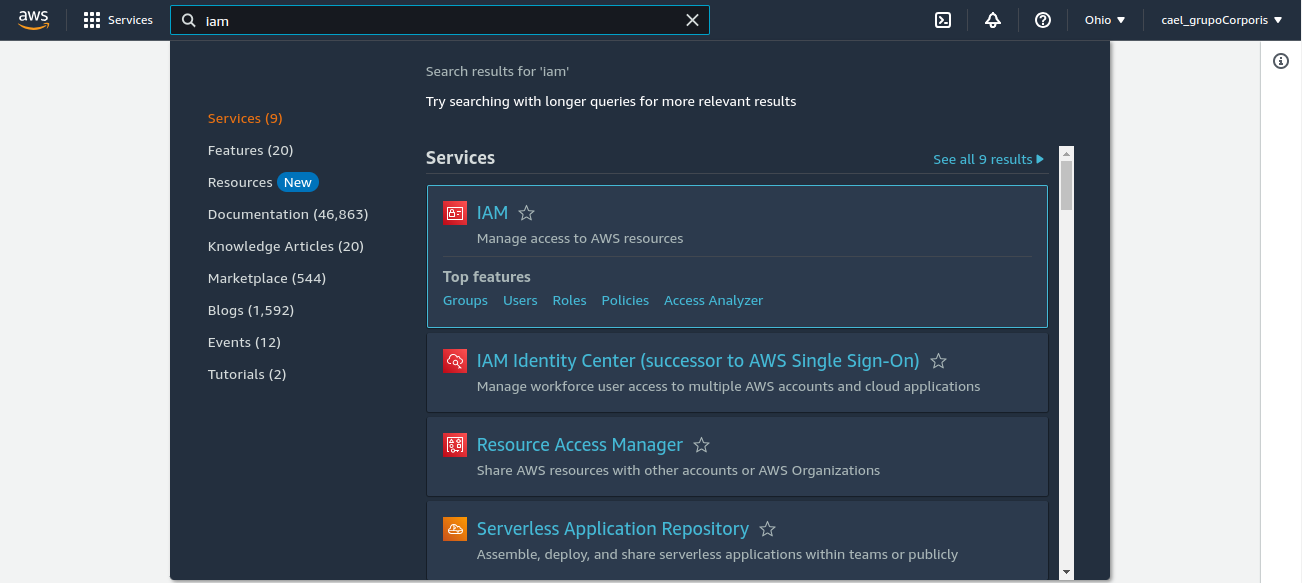 aws
Services
iam
Ohio
cael_grupoCorporis
Services (9)
Features (20)
Resources New
Documentation (46,863)
Knowledge Articles (20)
Marketplace (544)
Blogs (1,592)
Events (12)
Tutorials (2)
Search results for 'iam'
Try searching with longer queries for more relevant results
Services
See all 9 results
IAM
Manage access to AWS resources
Top features
Groups Users Roles Policies Access Analyzer
IAM Identity Center (successor to AWS Single Sign-On)
Manage workforce user access to multiple AWS accounts and cloud applications
Resource Access Manager
Share AWS resources with other accounts or AWS Organizations
Serverless Application Repository
Assemble, deploy, and share serverless applications within teams or publicly